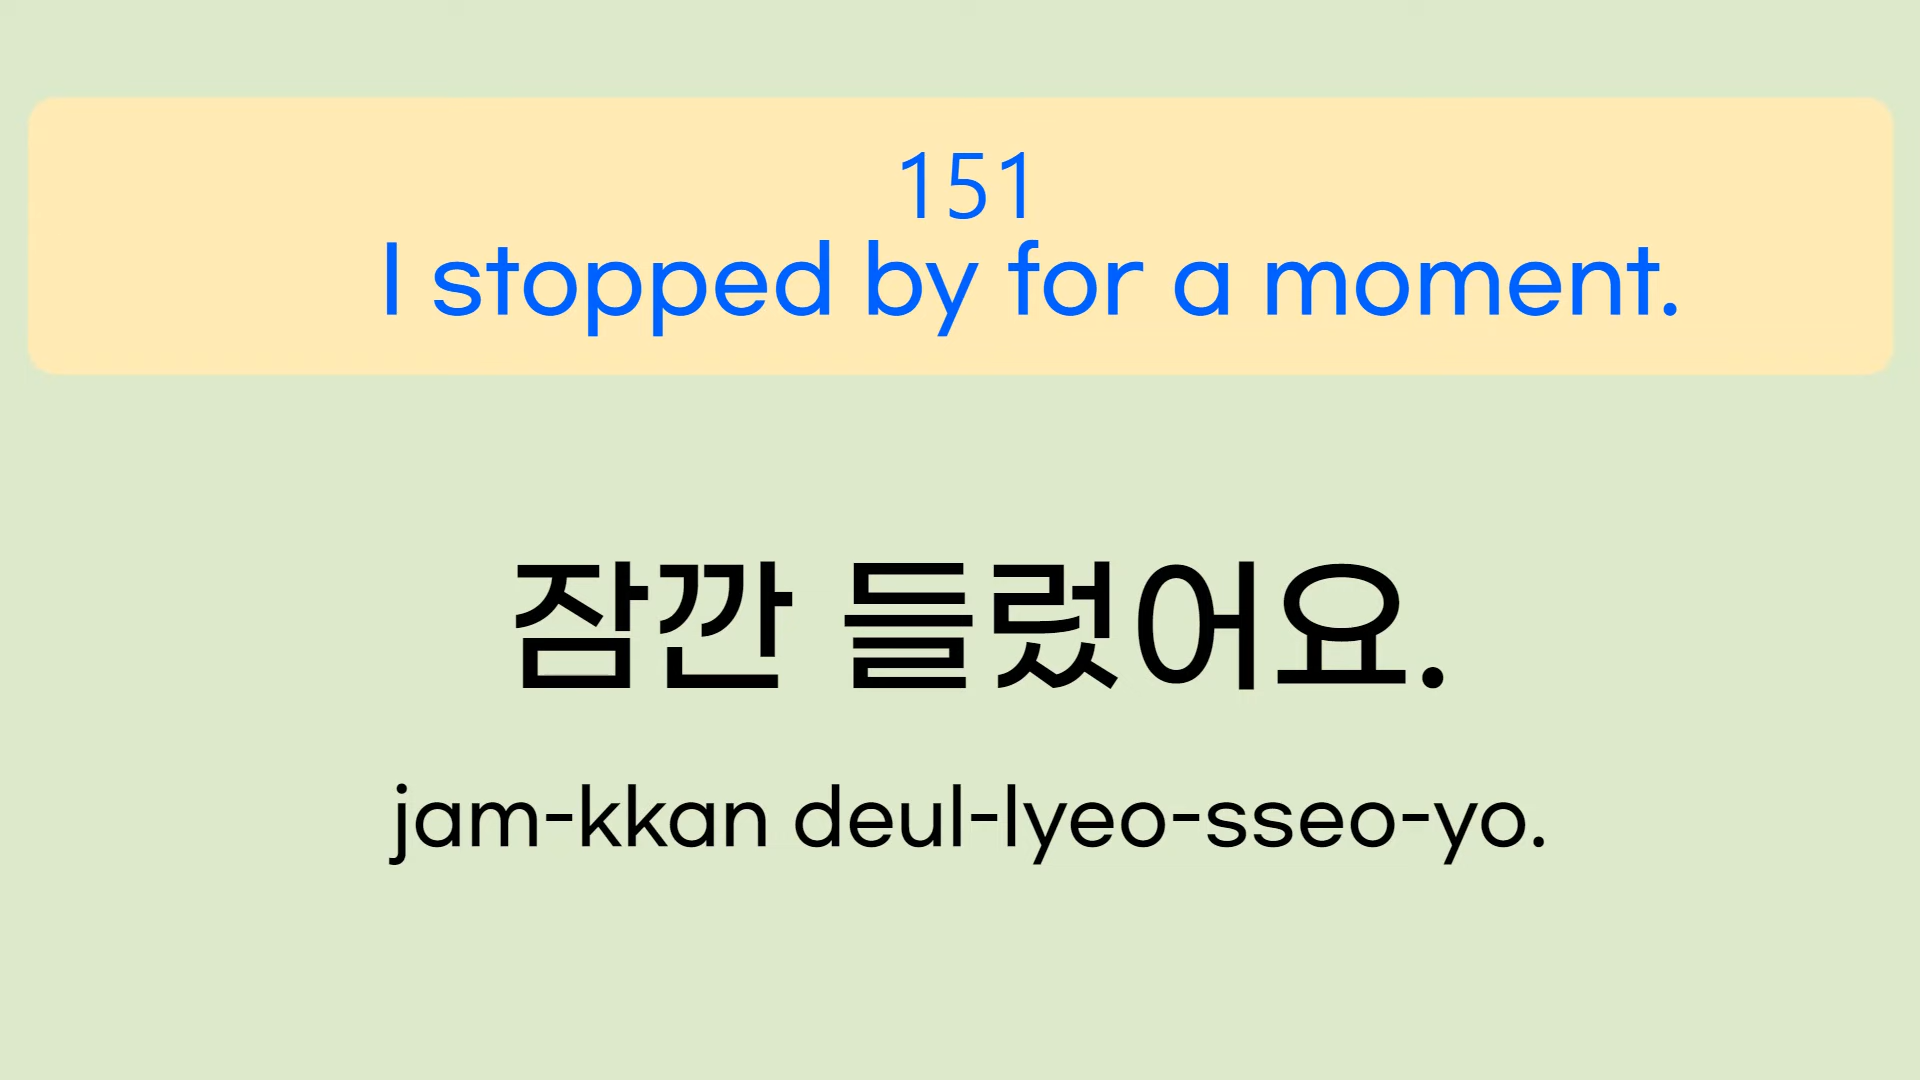 151
I stopped by for a moment.
잠깐 들렀어요.
jam-kkan deul-lyeo-sseo-yo.